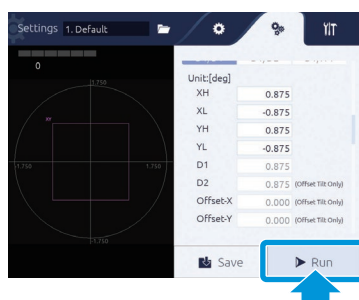 Settings 1. Default
0
Unit:[deg]
XH 0.875
XL -0.875
YH 0.875
YL -0.875
D1 0.875
D2 0.875 (Offset Tilt Only)
Offset-X 0.000 (Offset Tilt Only)
Offset-Y 0.000 (Offset Tilt Only)
1.750
XY
-1.750 1.750
-1.750
Save Run